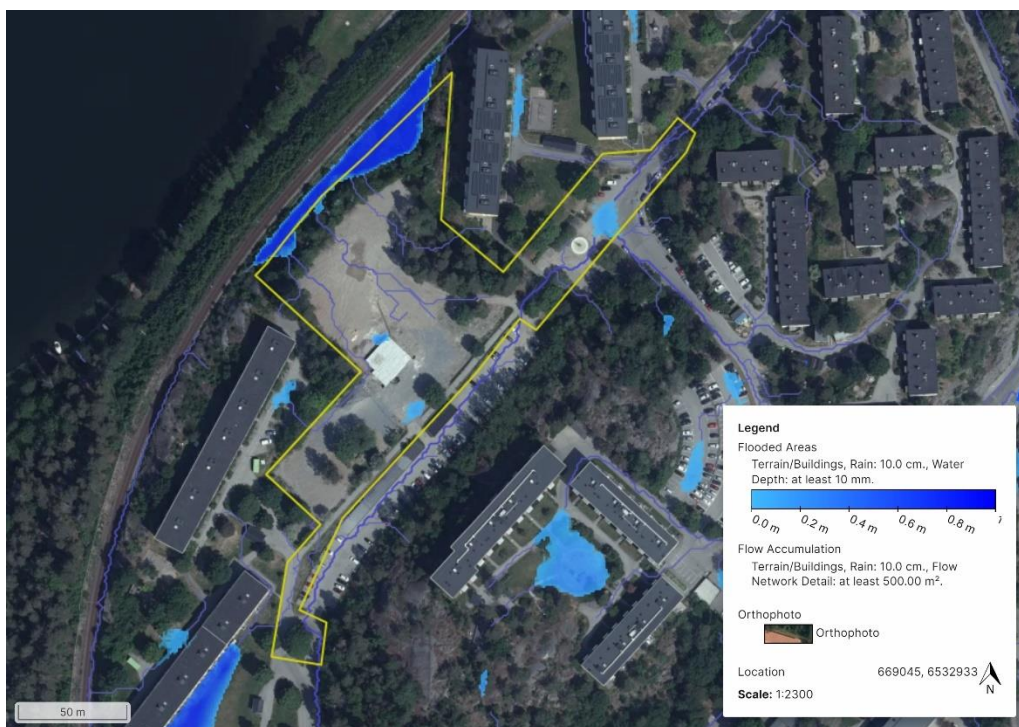 Legend
Flooded Areas
Terrain/Buildings, Rain: 10.0 cm., Water
Depth: at least 10 mm.
0.0 m 0.2 m 0.4 m 0.6 m 0.8 m 1
Flow Accumulation
Terrain/Buildings, Rain: 10.0 cm., Flow
Network Detail: at least 500.00 m².
Orthophoto
Orthophoto
Location 669045, 6532933
Scale: 1:2300
N
50 m